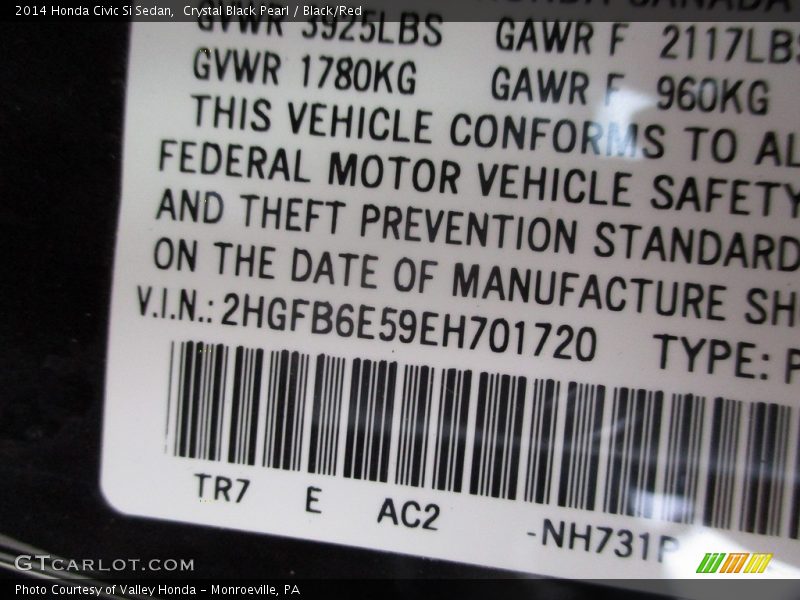 2014 Honda Civic Si Sedan, Crystal Black Pearl / Black/Red
HONDA CANADA
GVWR 3925LBS GAWR F 2117LBS
GVWR 1780KG GAWR F 960KG
THIS VEHICLE CONFORMS TO AL
FEDERAL MOTOR VEHICLE SAFETY
AND THEFT PREVENTION STANDARD
ON THE DATE OF MANUFACTURE SH
V.I.N.: 2HGFB6E59EH701720 TYPE: P
TR7 E AC2 -NH731P
GTCARLOT.COM
Photo Courtesy of Valley Honda - Monroeville, PA